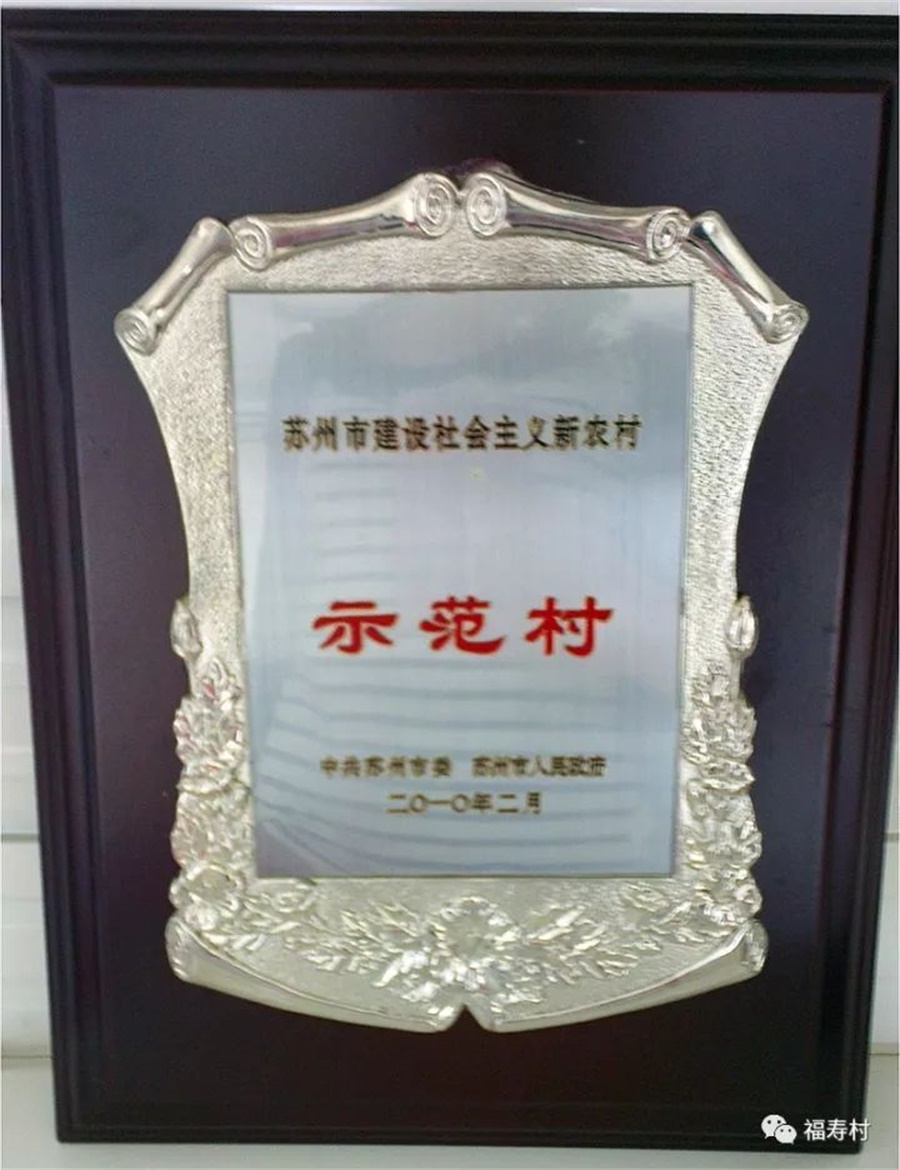 苏州市建设社会主义新农村
示范村
中共苏州市委 苏州市人民政府
二〇一〇年二月
福寿村